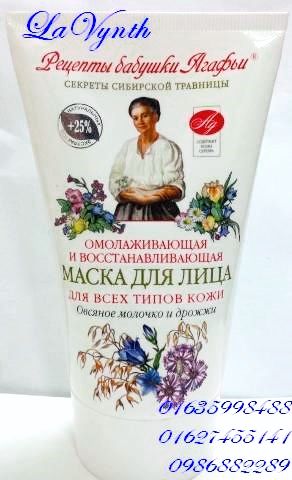 LaVynth
Рецепты бабушки Агафьи®
СЕКРЕТЫ СИБИРСКОЙ ТРАВНИЦЫ
+25%
Ag
ОМОЛАЖИВАЮЩАЯ
И ВОССТАНАВЛИВАЮЩАЯ
МАСКА ДЛЯ ЛИЦА
ДЛЯ ВСЕХ ТИПОВ КОЖИ
Овсяное молочко и дрожжи
01635998488
01627455141
0986882289